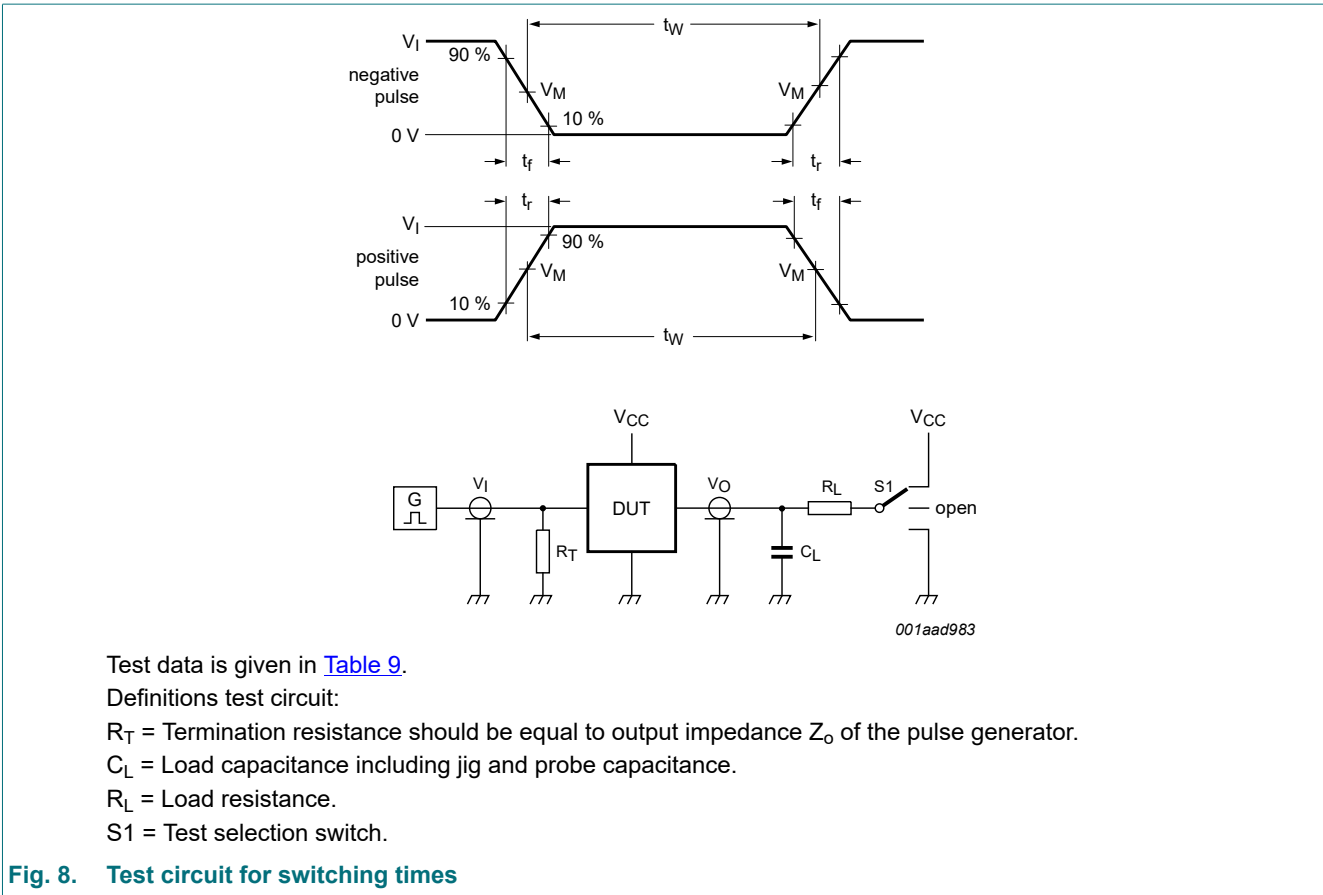 tW
VI
90 %
negative
pulse
VM
VM
10 %
0 V
tf
tr
tr
tf
VI
90 %
positive
pulse
VM
VM
10 %
0 V
tW
VCC
VCC
G
VI
DUT
VO
RL
S1
open
RT
CL
001aad983
Test data is given in Table 9.
Definitions test circuit:
RT = Termination resistance should be equal to output impedance Zo of the pulse generator.
CL = Load capacitance including jig and probe capacitance.
RL = Load resistance.
S1 = Test selection switch.
Fig. 8. Test circuit for switching times